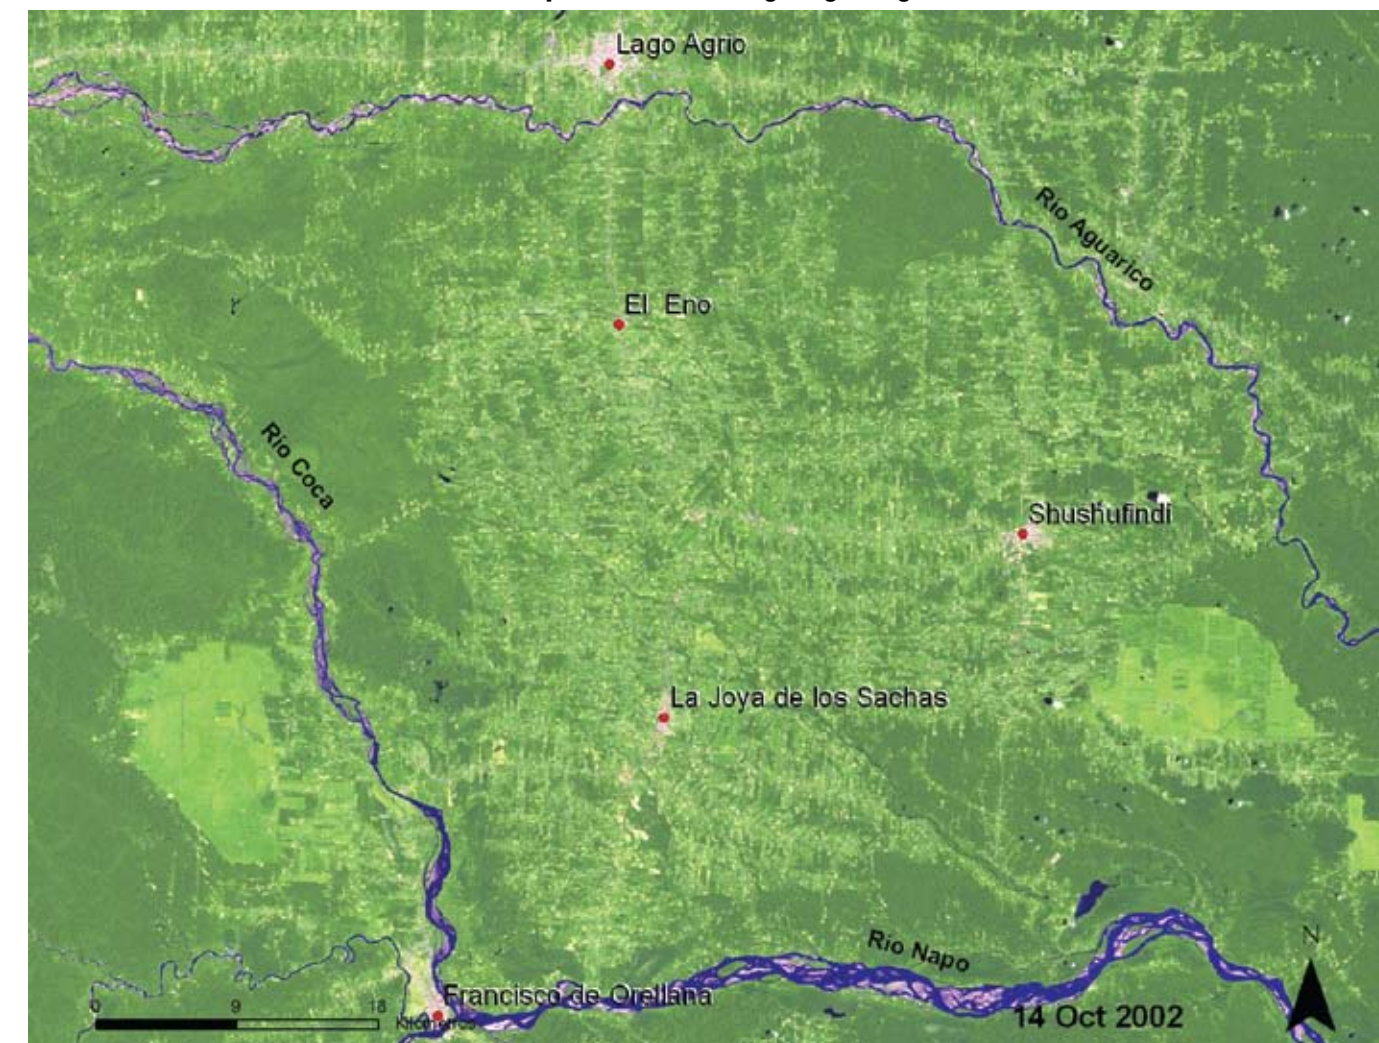 Lago Agrio
Río Aguarico
El Eno
Río Coca
Shushufindi
La Joya de los Sachas
Río Napo
N
Francisco de Orellana
0 9 18
Kilómetros
14 Oct 2002